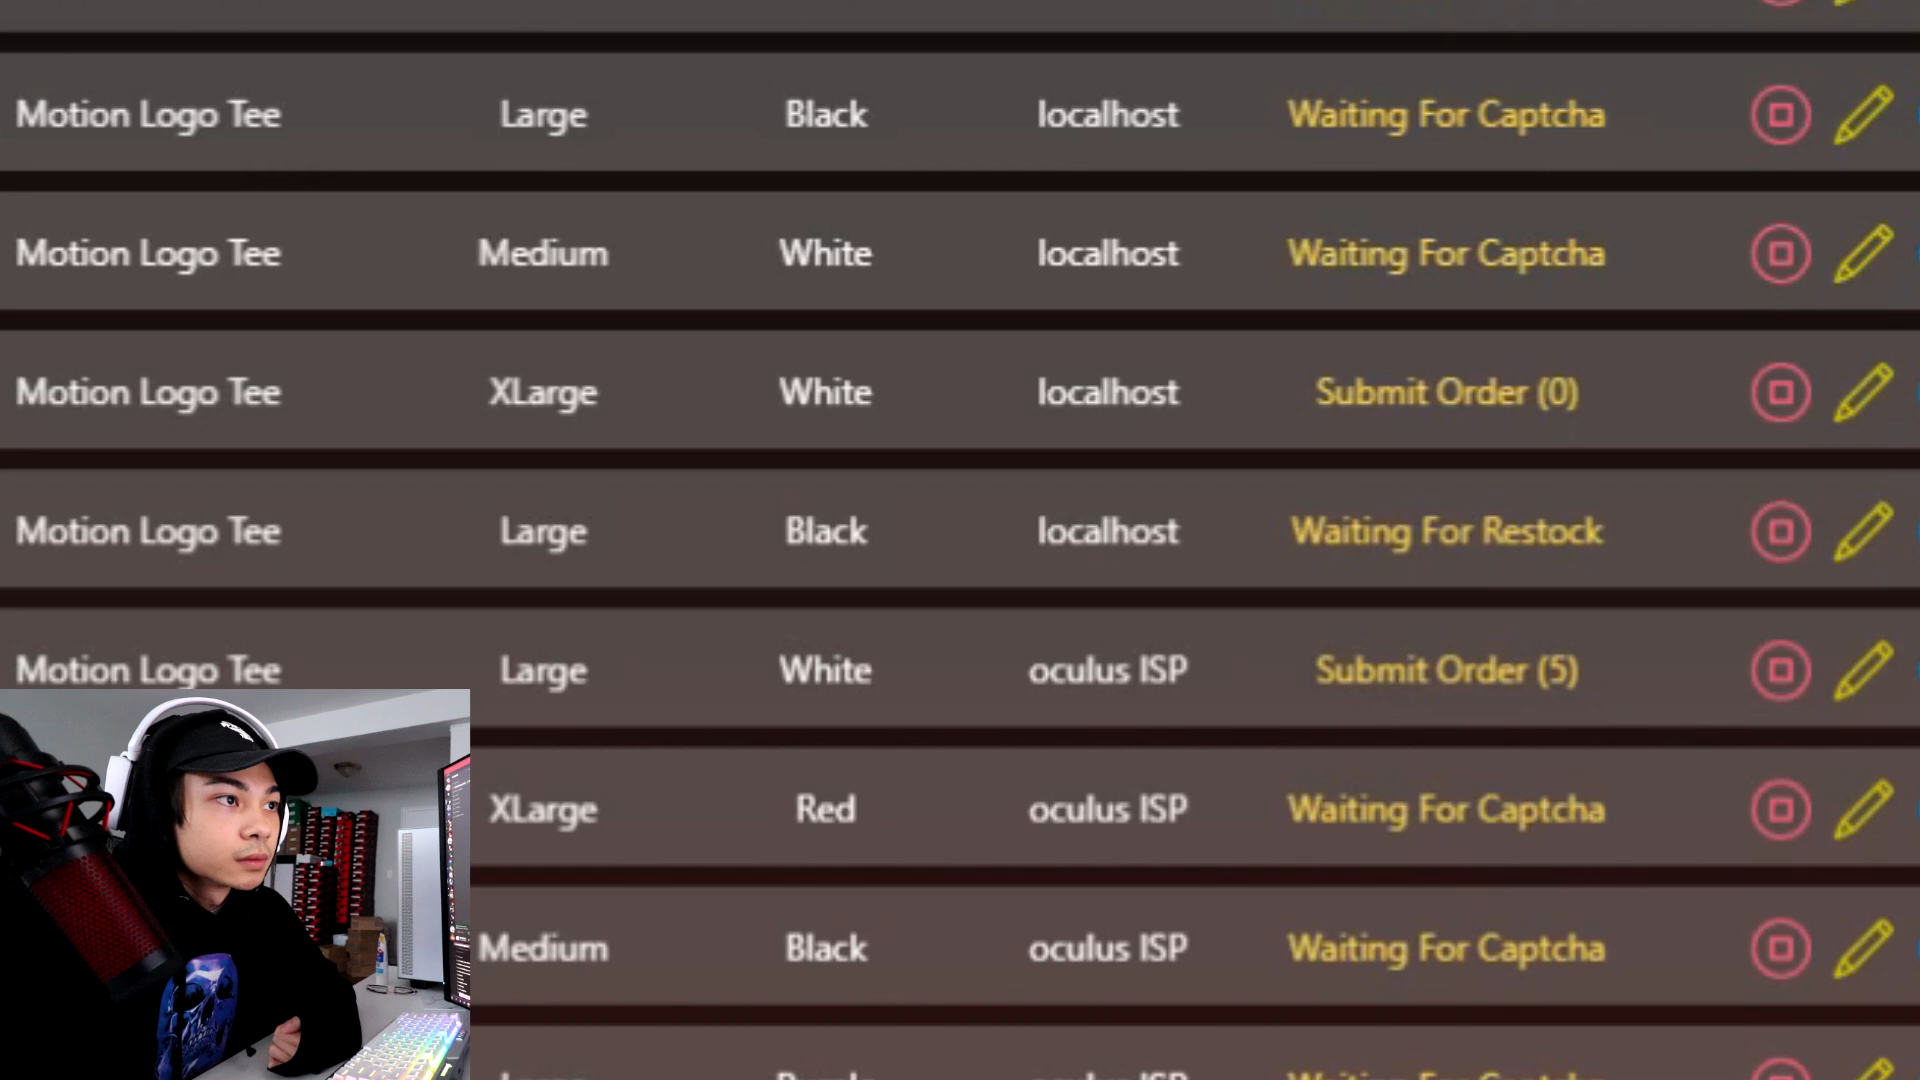 Motion Logo Tee Large Black localhost Waiting For Captcha
Motion Logo Tee Medium White localhost Waiting For Captcha
Motion Logo Tee XLarge White localhost Submit Order (0)
Motion Logo Tee Large Black localhost Waiting For Restock
Motion Logo Tee Large White oculus ISP Submit Order (5)
XLarge Red oculus ISP Waiting For Captcha
Medium Black oculus ISP Waiting For Captcha